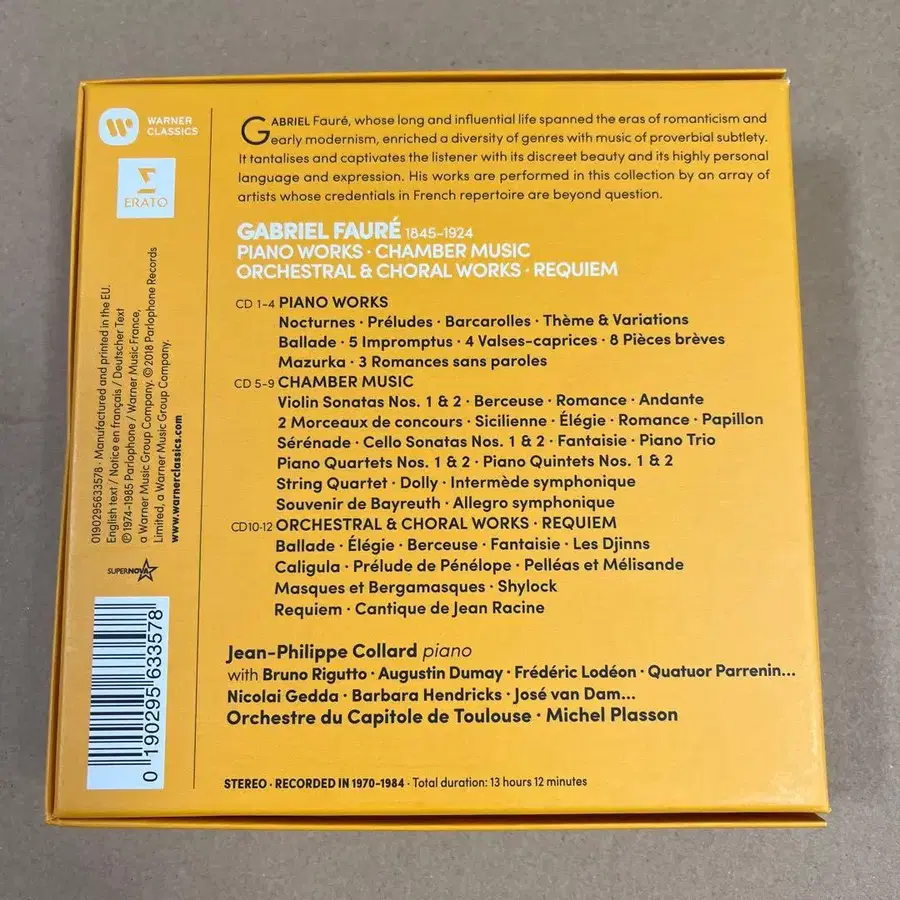 WARNER
CLASSICS
ERATO
GABRIEL Fauré, whose long and influential life spanned the eras of romanticism and
early modernism, enriched a diversity of genres with music of proverbial subtlety.
It tantalises and captivates the listener with its discreet beauty and its highly personal
language and expression. His works are performed in this collection by an array of
artists whose credentials in French repertoire are beyond question.
GABRIEL FAURÉ 1845-1924
PIANO WORKS · CHAMBER MUSIC
ORCHESTRAL & CHORAL WORKS · REQUIEM
CD 1-4 PIANO WORKS
Nocturnes · Préludes · Barcarolles · Thème & Variations
Ballade · 5 Impromptus · 4 Valses-caprices · 8 Pièces brèves
Mazurka · 3 Romances sans paroles
CD 5-9 CHAMBER MUSIC
Violin Sonatas Nos. 1 & 2 · Berceuse · Romance · Andante
2 Morceaux de concours · Sicilienne · Élégie · Romance · Papillon
Sérénade · Cello Sonatas Nos. 1 & 2 · Fantaisie · Piano Trio
Piano Quartets Nos. 1 & 2 · Piano Quintets Nos. 1 & 2
String Quartet · Dolly · Intermède symphonique
Souvenir de Bayreuth · Allegro symphonique
CD10-12 ORCHESTRAL & CHORAL WORKS · REQUIEM
Ballade · Élégie · Berceuse · Fantaisie · Les Djinns
Caligula · Prélude de Pénélope · Pelléas et Mélisande
Masques et Bergamasques · Shylock
Requiem · Cantique de Jean Racine
Jean-Philippe Collard piano
with Bruno Rigutto · Augustin Dumay · Frédéric Lodéon · Quatuor Parrenin...
Nicolai Gedda · Barbara Hendricks · José van Dam...
Orchestre du Capitole de Toulouse · Michel Plasson
STEREO · RECORDED IN 1970-1984 · Total duration: 13 hours 12 minutes
0190295633578 · Manufactured and printed in the EU.
English text / Notice en français / Deutscher Text
℗ 1974-1985 Parlophone / Warner Music France,
a Warner Music Group Company. © 2018 Parlophone Records
Limited, a Warner Music Group Company.
www.warnerclassics.com
SUPERNOVA
0 190295 633578